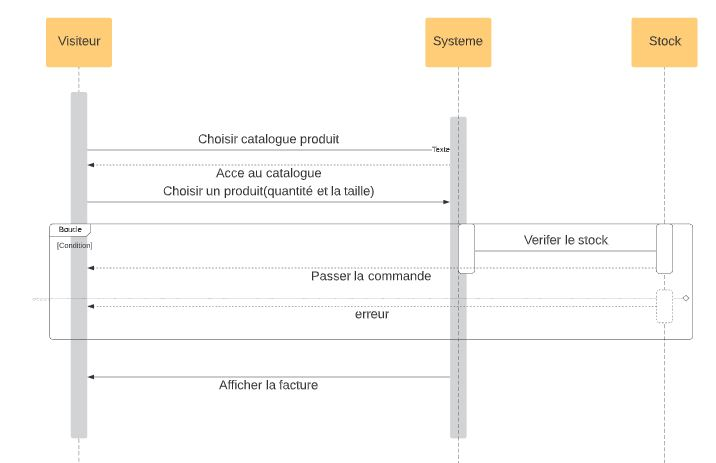 Visiteur
Systeme
Stock
Choisir catalogue produit
Texte
Acce au catalogue
Choisir un produit(quantité et la taille)
Boucle
[Condition]
Verifer le stock
Passer la commande
erreur
Afficher la facture